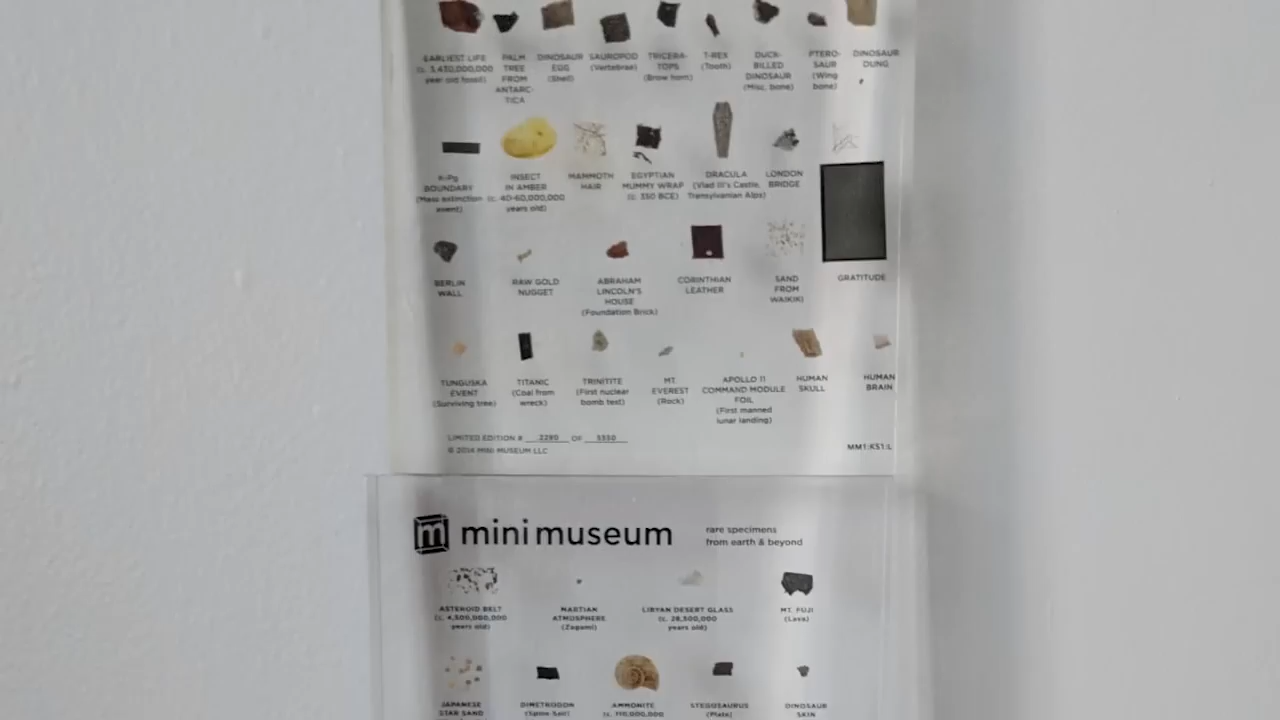 EARLIEST LIFE
(c. 3,430,000,000
year old fossil)
PALM
TREE
FROM
ANTARC-
TICA
DINOSAUR
EGG
(Shell)
SAUROPOD
(Vertebrae)
TRICERA-
TOPS
(Brow horn)
T-REX
(Tooth)
DUCK-
BILLED
DINOSAUR
(Misc. bone)
PTERO-
SAUR
(Wing
bone)
DINOSAUR
DUNG
K-Pg
BOUNDARY
(Mass extinction
event)
INSECT
IN AMBER
(c. 40-60,000,000
years old)
MAMMOTH
HAIR
EGYPTIAN
MUMMY WRAP
(c. 330 BCE)
DRACULA
(Vlad III's Castle,
Transylvanian Alps)
LONDON
BRIDGE
BERLIN
WALL
RAW GOLD
NUGGET
ABRAHAM
LINCOLN'S
HOUSE
(Foundation Brick)
CORINTHIAN
LEATHER
SAND
FROM
WAIKIKI
GRATITUDE
TUNGUSKA
EVENT
(Surviving tree)
TITANIC
(Coal from
wreck)
TRINITITE
(First nuclear
bomb test)
MT.
EVEREST
(Rock)
APOLLO 11
COMMAND MODULE
FOIL
(First manned
lunar landing)
HUMAN
SKULL
HUMAN
BRAIN
LIMITED EDITION # 2290 OF 3330
© 2014 MINI MUSEUM LLC
MM1:KS1:L
m mini museum
rare specimens
from earth & beyond
ASTEROID BELT
(c. 4,500,000,000
years old)
MARTIAN
ATMOSPHERE
(Zagami)
LIBYAN DESERT GLASS
(c. 28,500,000
years old)
MT. FUJI
(Lava)
JAPANESE
STAR SAND
DIMETRODON
(Spine-Sail)
AMMONITE
(c. 110,000,000
STEGOSAURUS
(Plate)
DINOSAUR
SKIN